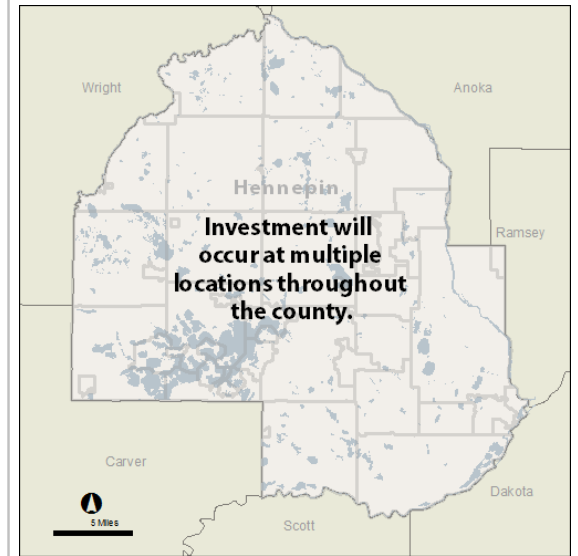 Wright
Anoka
Hennepin
Ramsey
Investment will
occur at multiple
locations throughout
the county.
Carver
Dakota
5 Miles
Scott